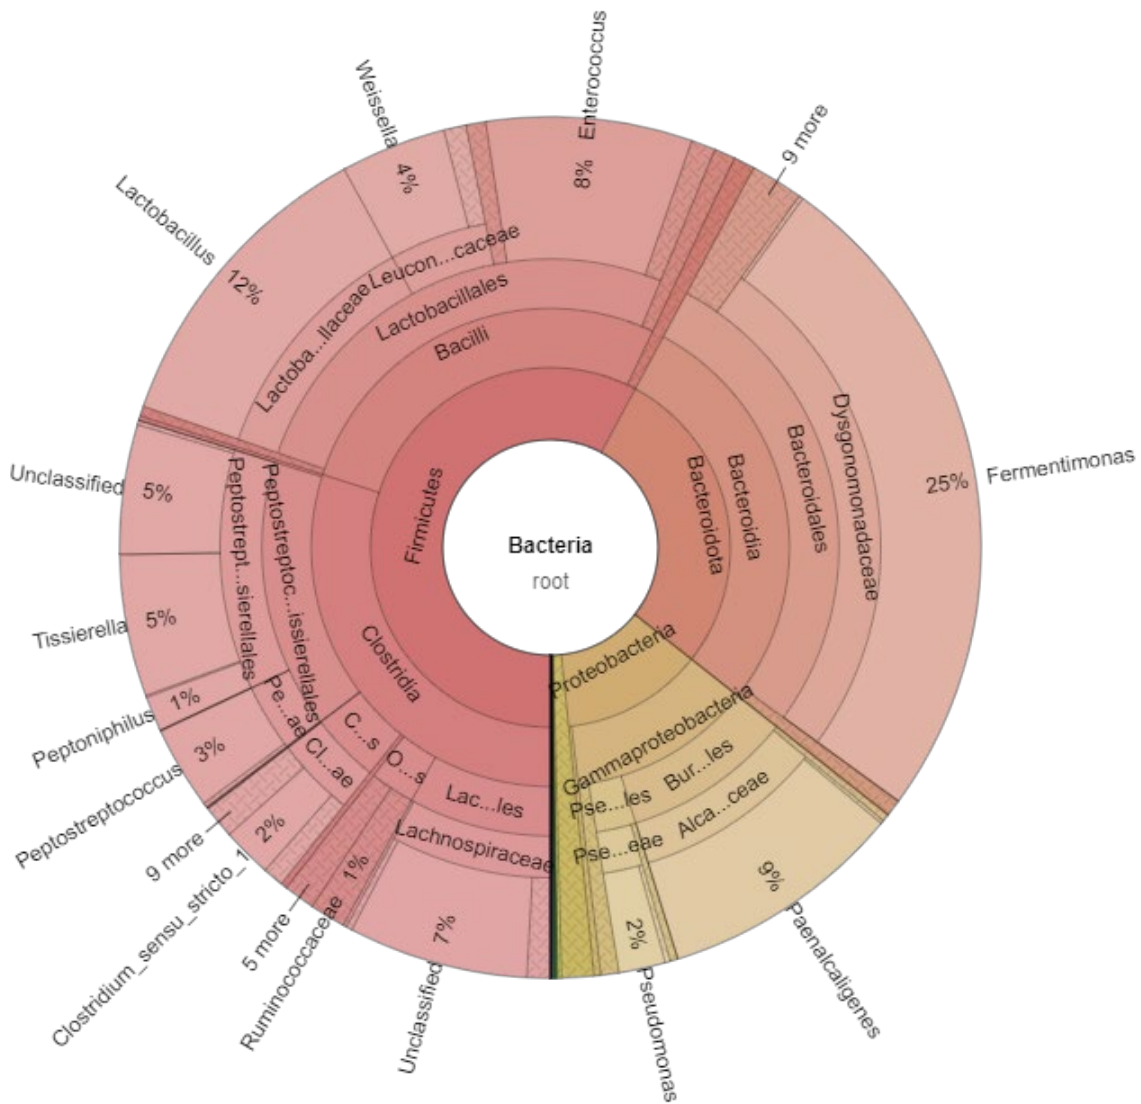 Enterococcus
8%
9 more
Weissella
4%
Lactobacillus
12%
Leucon...caceae
Lactoba...llaceae
Lactobacillales
Bacilli
Firmicutes
Bacteria
root
Bacteroidota
Bacteroidia
Bacteroidales
Dysgonomonadaceae
25%
Fermentimonas
Unclassified
5%
Peptostrept...sierellales
Peptostreptoc...issierellales
Clostridia
Tissierella
5%
Peptoniphilus
1%
Peptostreptococcus
3%
Pe...ae
Cl...ae
C...s
O...s
Lac...les
Lachnospiraceae
9 more
2%
Clostridium_sensu_stricto_1
5 more
1%
Ruminococcaceae
7%
Unclassified
Proteobacteria
Gammaproteobacteria
Pse...les
Bur...les
Pse...eae
Alca...ceae
2%
Pseudomonas
9%
Paenalcaligenes